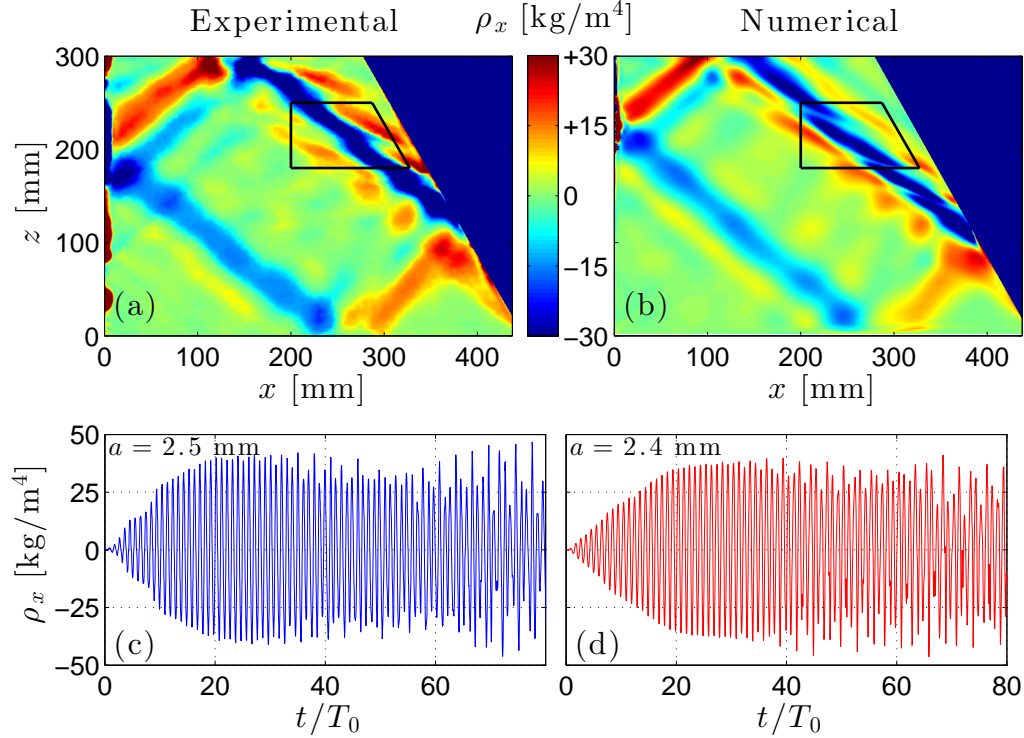 Experimental
ρx [kg/m⁴]
Numerical
300
200
100
0
z [mm]
(a)
0 100 200 300 400
x [mm]
+30
+15
0
−15
−30
(b)
0 100 200 300 400
x [mm]
50
25
0
−25
−50
ρx [kg/m⁴]
a = 2.5 mm
(c)
0 20 40 60
t/T₀
a = 2.4 mm
(d)
0 20 40 60 80
t/T₀